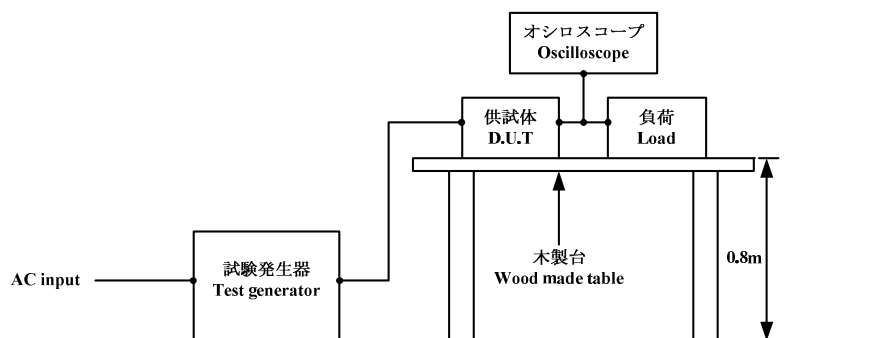 オシロスコープ
Oscilloscope
供試体
D.U.T
負荷
Load
試験発生器
Test generator
AC input
木製台
Wood made table
0.8m